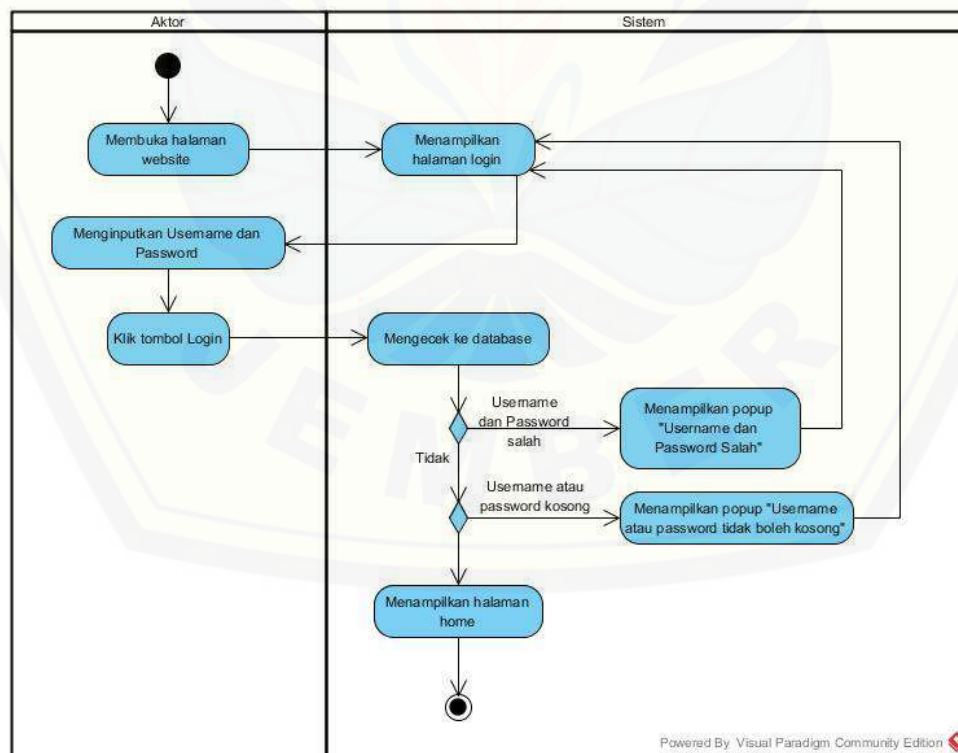 Aktor
Sistem
Membuka halaman
website
Menampilkan
halaman login
Menginputkan Username dan
Password
Klik tombol Login
Mengecek ke database
Username
dan Password
salah
Menampilkan popup
"Username dan
Password Salah"
Tidak
Username atau
password kosong
Menampilkan popup "Username
atau password tidak boleh kosong"
Menampilkan halaman
home
JEMBER
Powered By Visual Paradigm Community Edition